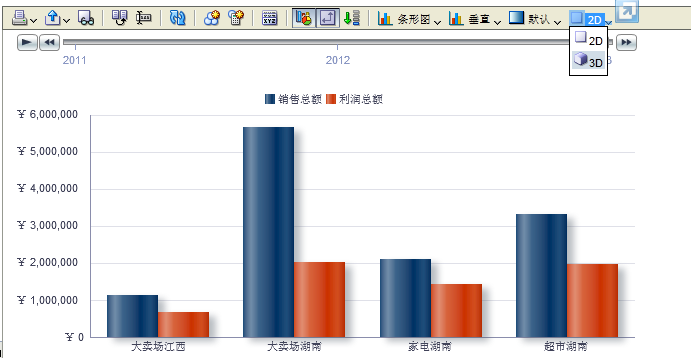 条形图 垂直 默认 2D
2D
3D
2011 2012 3
销售总额 利润总额
¥ 6,000,000
¥ 5,000,000
¥ 4,000,000
¥ 3,000,000
¥ 2,000,000
¥ 1,000,000
¥ 0
大卖场江西 大卖场湖南 家电湖南 超市湖南